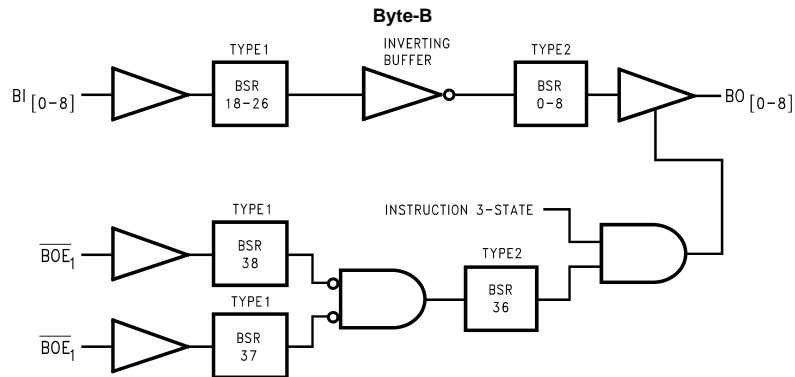 Byte-B
INVERTING
BUFFER
TYPE1
TYPE2
BI [0-8]
BSR
18-26
BSR
0-8
BO [0-8]
TYPE1
INSTRUCTION 3-STATE
BOE1
BSR
38
TYPE2
TYPE1
BSR
36
BOE1
BSR
37